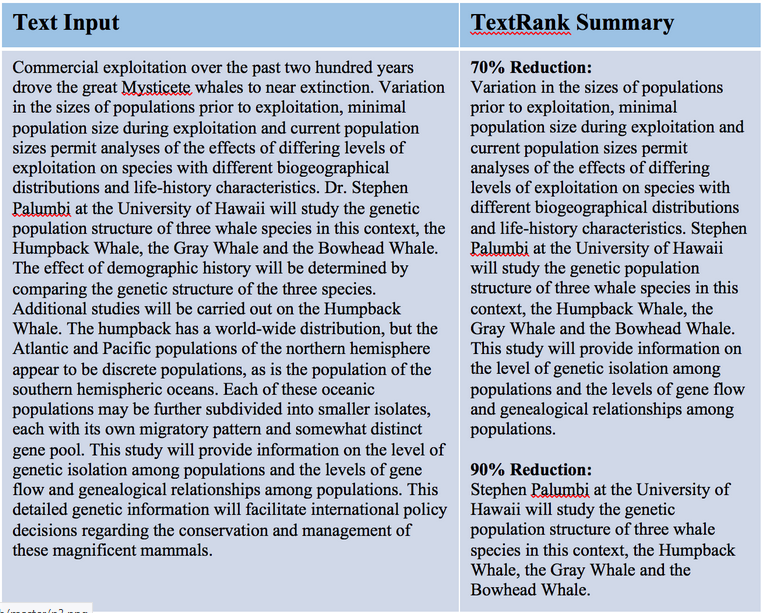 Text Input
Commercial exploitation over the past two hundred years
drove the great Mysticete whales to near extinction. Variation
in the sizes of populations prior to exploitation, minimal
population size during exploitation and current population
sizes permit analyses of the effects of differing levels of
exploitation on species with different biogeographical
distributions and life-history characteristics. Dr. Stephen
Palumbi at the University of Hawaii will study the genetic
population structure of three whale species in this context, the
Humpback Whale, the Gray Whale and the Bowhead Whale.
The effect of demographic history will be determined by
comparing the genetic structure of the three species.
Additional studies will be carried out on the Humpback
Whale. The humpback has a world-wide distribution, but the
Atlantic and Pacific populations of the northern hemisphere
appear to be discrete populations, as is the population of the
southern hemispheric oceans. Each of these oceanic
populations may be further subdivided into smaller isolates,
each with its own migratory pattern and somewhat distinct
gene pool. This study will provide information on the level of
genetic isolation among populations and the levels of gene
flow and genealogical relationships among populations. This
detailed genetic information will facilitate international policy
decisions regarding the conservation and management of
these magnificent mammals.
TextRank Summary
70% Reduction:
Variation in the sizes of populations
prior to exploitation, minimal
population size during exploitation and
current population sizes permit
analyses of the effects of differing
levels of exploitation on species with
different biogeographical distributions
and life-history characteristics. Stephen
Palumbi at the University of Hawaii
will study the genetic population
structure of three whale species in this
context, the Humpback Whale, the
Gray Whale and the Bowhead Whale.
This study will provide information on
the level of genetic isolation among
populations and the levels of gene flow
and genealogical relationships among
populations.
90% Reduction:
Stephen Palumbi at the University of
Hawaii will study the genetic
population structure of three whale
species in this context, the Humpback
Whale, the Gray Whale and the
Bowhead Whale.